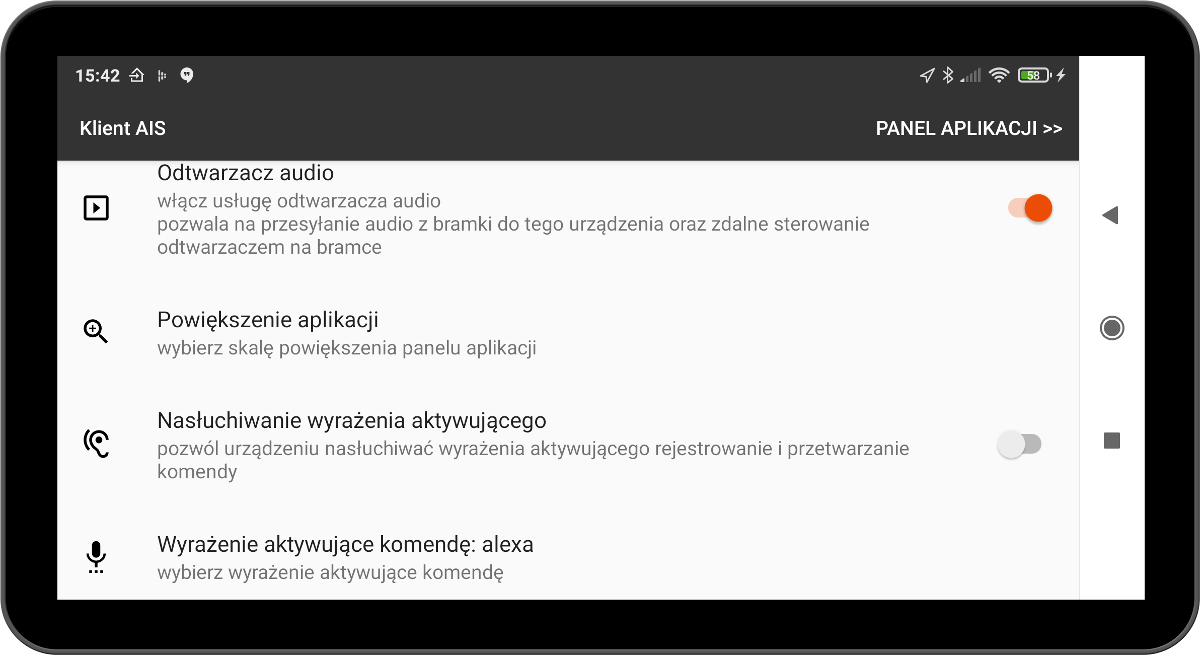 15:42
58
Klient AIS
PANEL APLIKACJI >>
Odtwarzacz audio
włącz usługę odtwarzacza audio
pozwala na przesyłanie audio z bramki do tego urządzenia oraz zdalne sterowanie
odtwarzaczem na bramce
Powiększenie aplikacji
wybierz skalę powiększenia panelu aplikacji
Nasłuchiwanie wyrażenia aktywującego
pozwól urządzeniu nasłuchiwać wyrażenia aktywującego rejestrowanie i przetwarzanie
komendy
Wyrażenie aktywujące komendę: alexa
wybierz wyrażenie aktywujące komendę